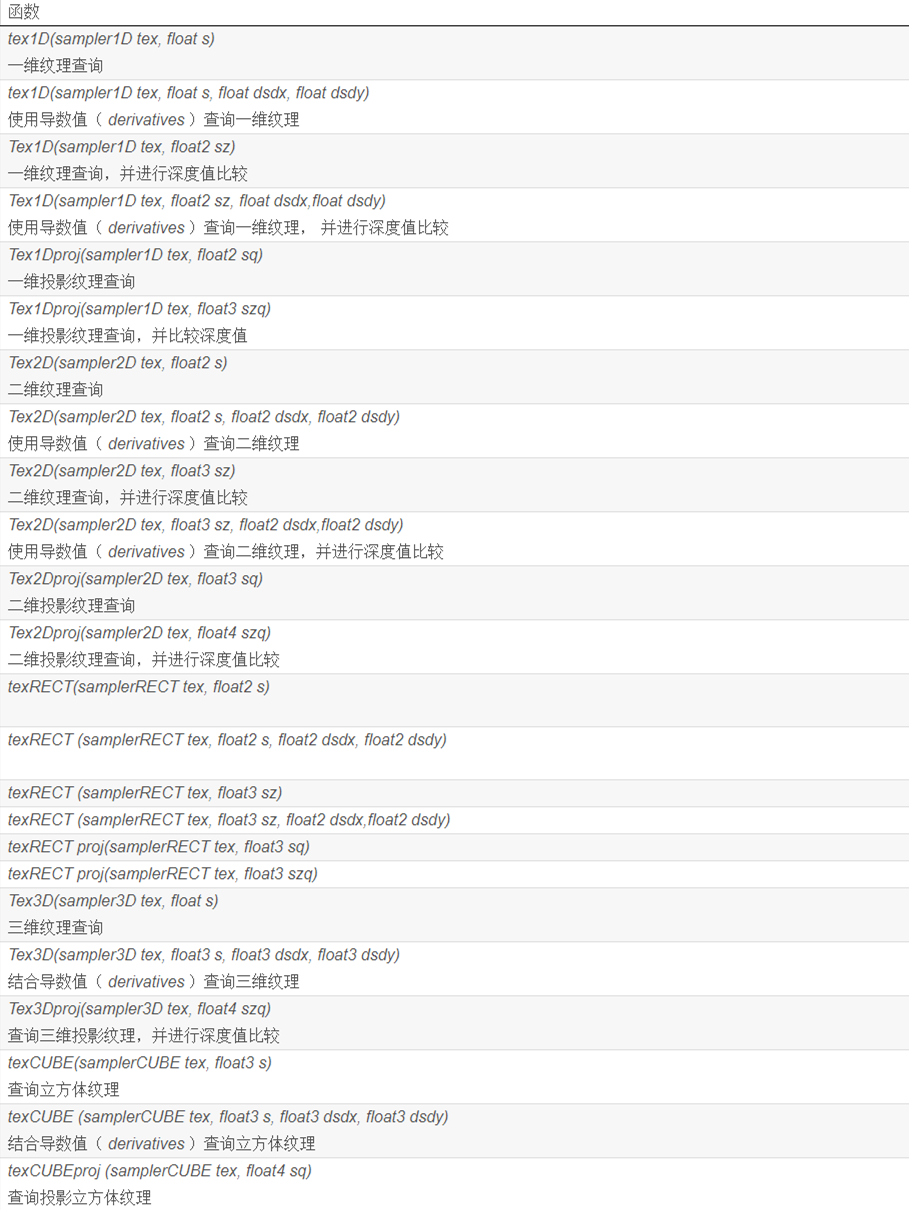 函数
tex1D(sampler1D tex, float s)
一维纹理查询
tex1D(sampler1D tex, float s, float dsdx, float dsdy)
使用导数值（ derivatives ）查询一维纹理
Tex1D(sampler1D tex, float2 sz)
一维纹理查询，并进行深度值比较
Tex1D(sampler1D tex, float2 sz, float dsdx,float dsdy)
使用导数值（ derivatives ）查询一维纹理， 并进行深度值比较
Tex1Dproj(sampler1D tex, float2 sq)
一维投影纹理查询
Tex1Dproj(sampler1D tex, float3 szq)
一维投影纹理查询，并比较深度值
Tex2D(sampler2D tex, float2 s)
二维纹理查询
Tex2D(sampler2D tex, float2 s, float2 dsdx, float2 dsdy)
使用导数值（ derivatives ）查询二维纹理
Tex2D(sampler2D tex, float3 sz)
二维纹理查询，并进行深度值比较
Tex2D(sampler2D tex, float3 sz, float2 dsdx,float2 dsdy)
使用导数值（ derivatives ）查询二维纹理，并进行深度值比较
Tex2Dproj(sampler2D tex, float3 sq)
二维投影纹理查询
Tex2Dproj(sampler2D tex, float4 szq)
二维投影纹理查询，并进行深度值比较
texRECT(samplerRECT tex, float2 s)
texRECT (samplerRECT tex, float2 s, float2 dsdx, float2 dsdy)
texRECT (samplerRECT tex, float3 sz)
texRECT (samplerRECT tex, float3 sz, float2 dsdx,float2 dsdy)
texRECT proj(samplerRECT tex, float3 sq)
texRECT proj(samplerRECT tex, float3 szq)
Tex3D(sampler3D tex, float s)
三维纹理查询
Tex3D(sampler3D tex, float3 s, float3 dsdx, float3 dsdy)
结合导数值（ derivatives ）查询三维纹理
Tex3Dproj(sampler3D tex, float4 szq)
查询三维投影纹理，并进行深度值比较
texCUBE(samplerCUBE tex, float3 s)
查询立方体纹理
texCUBE (samplerCUBE tex, float3 s, float3 dsdx, float3 dsdy)
结合导数值（ derivatives ）查询立方体纹理
texCUBEproj (samplerCUBE tex, float4 sq)
查询投影立方体纹理